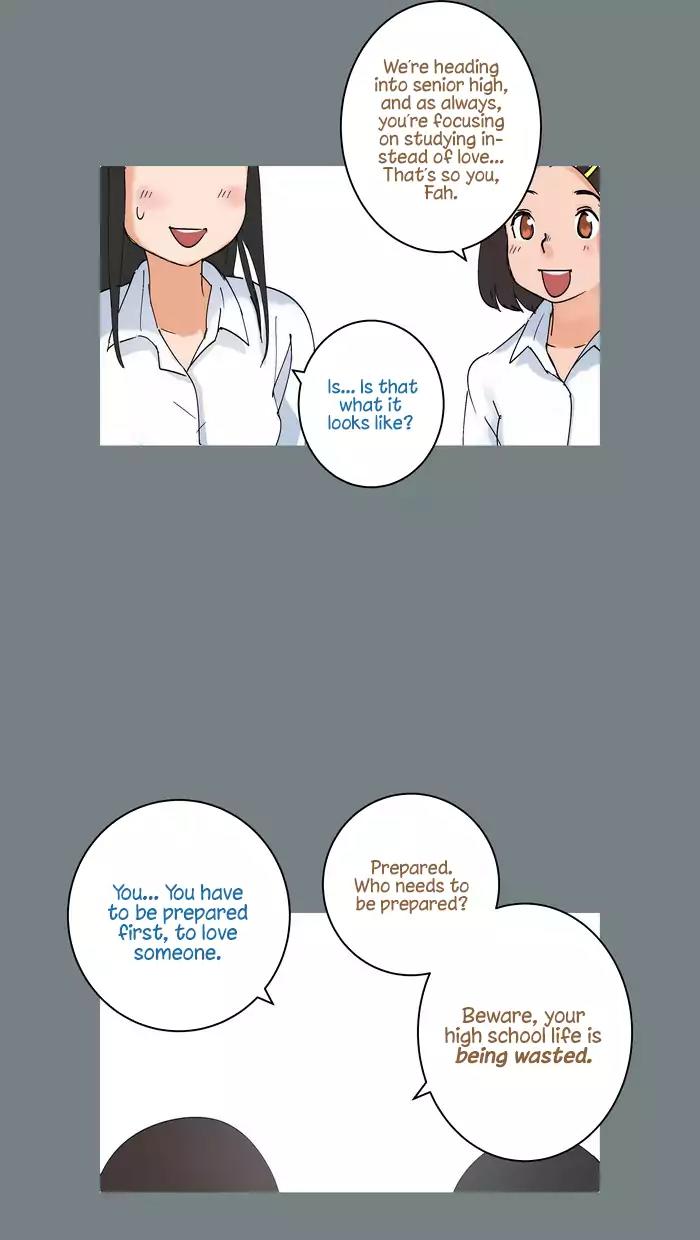 We're heading
into senior high,
and as always,
you're focusing
on studying in-
stead of love...
That's so you,
Fah.
Is... Is that
what it
looks like?
You... You have
to be prepared
first, to love
someone.
Prepared.
Who needs to
be prepared?
Beware, your
high school life is
being wasted.